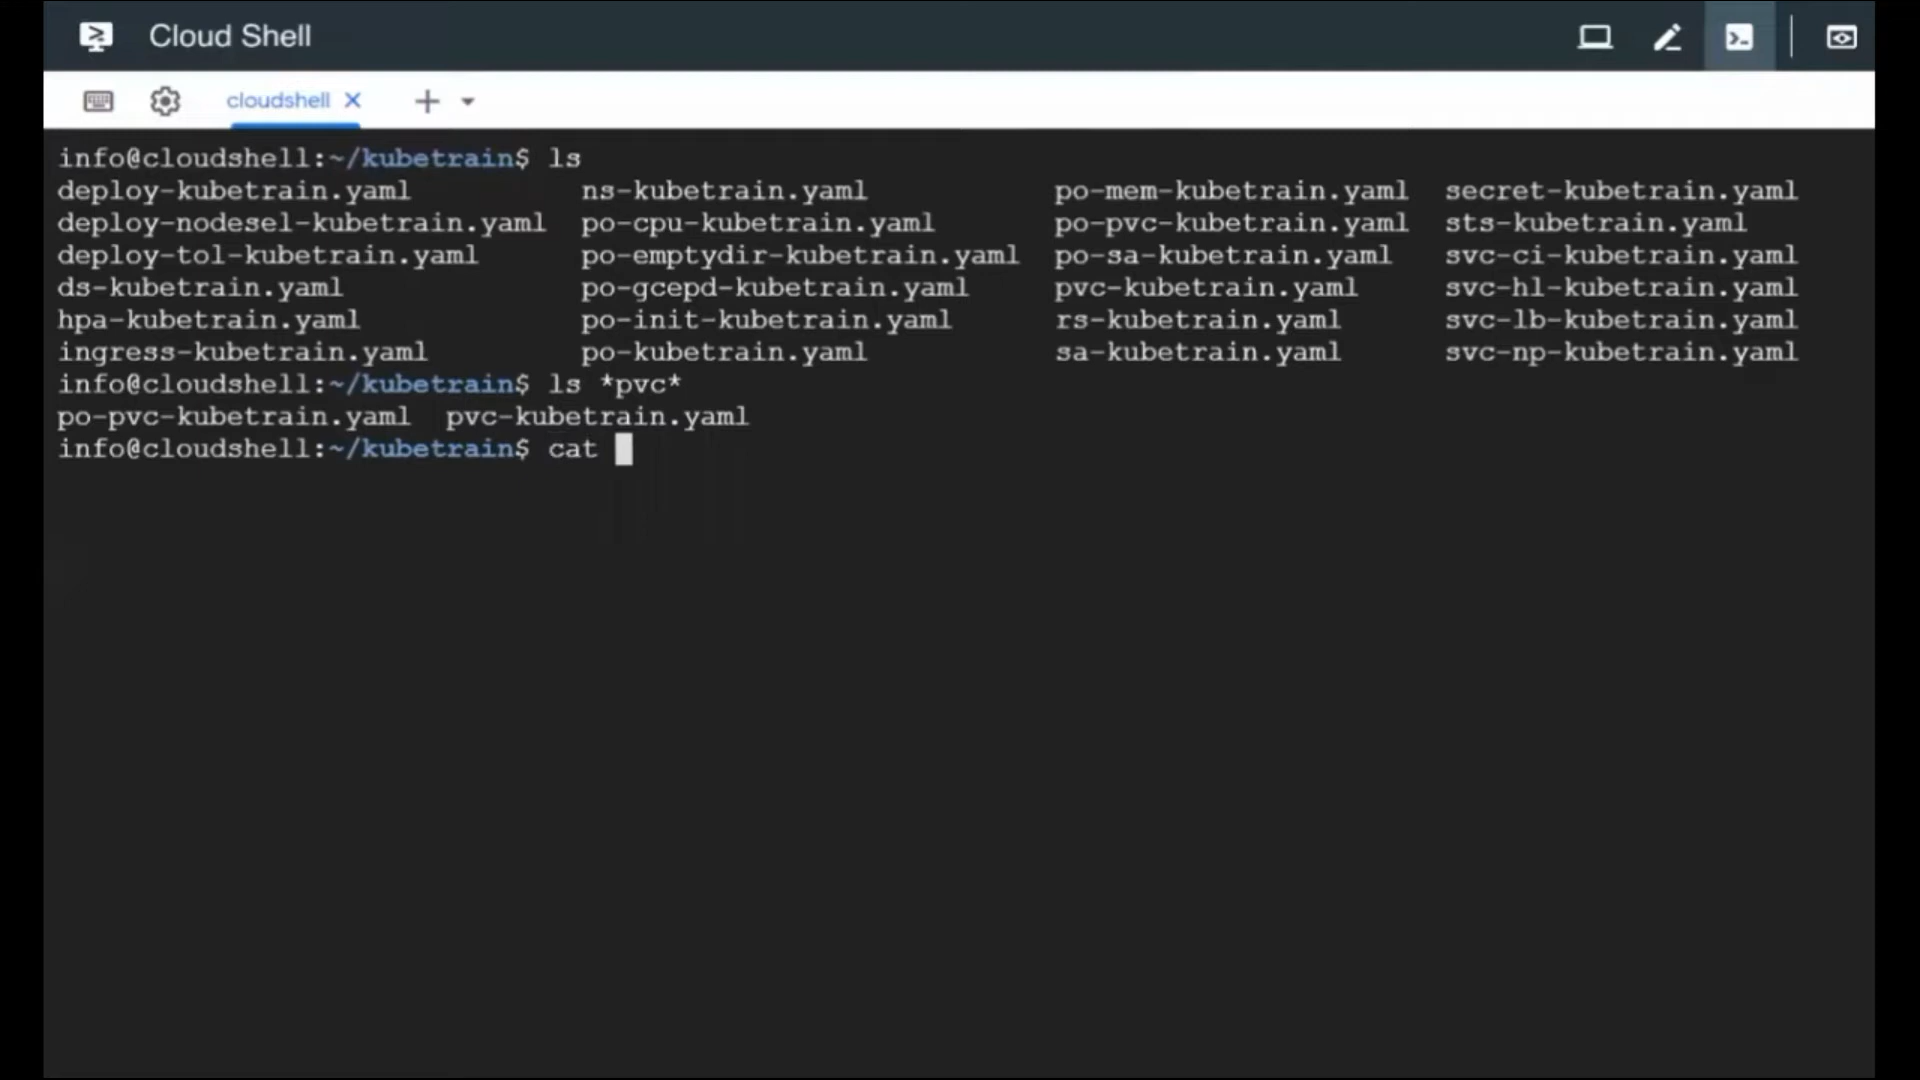 Cloud Shell
cloudshell
info@cloudshell:~/kubetrain$ ls
deploy-kubetrain.yaml ns-kubetrain.yaml po-mem-kubetrain.yaml secret-kubetrain.yaml
deploy-nodesel-kubetrain.yaml po-cpu-kubetrain.yaml po-pvc-kubetrain.yaml sts-kubetrain.yaml
deploy-tol-kubetrain.yaml po-emptydir-kubetrain.yaml po-sa-kubetrain.yaml svc-ci-kubetrain.yaml
ds-kubetrain.yaml po-gcepd-kubetrain.yaml pvc-kubetrain.yaml svc-hl-kubetrain.yaml
hpa-kubetrain.yaml po-init-kubetrain.yaml rs-kubetrain.yaml svc-lb-kubetrain.yaml
ingress-kubetrain.yaml po-kubetrain.yaml sa-kubetrain.yaml svc-np-kubetrain.yaml
info@cloudshell:~/kubetrain$ ls *pvc*
po-pvc-kubetrain.yaml pvc-kubetrain.yaml
info@cloudshell:~/kubetrain$ cat